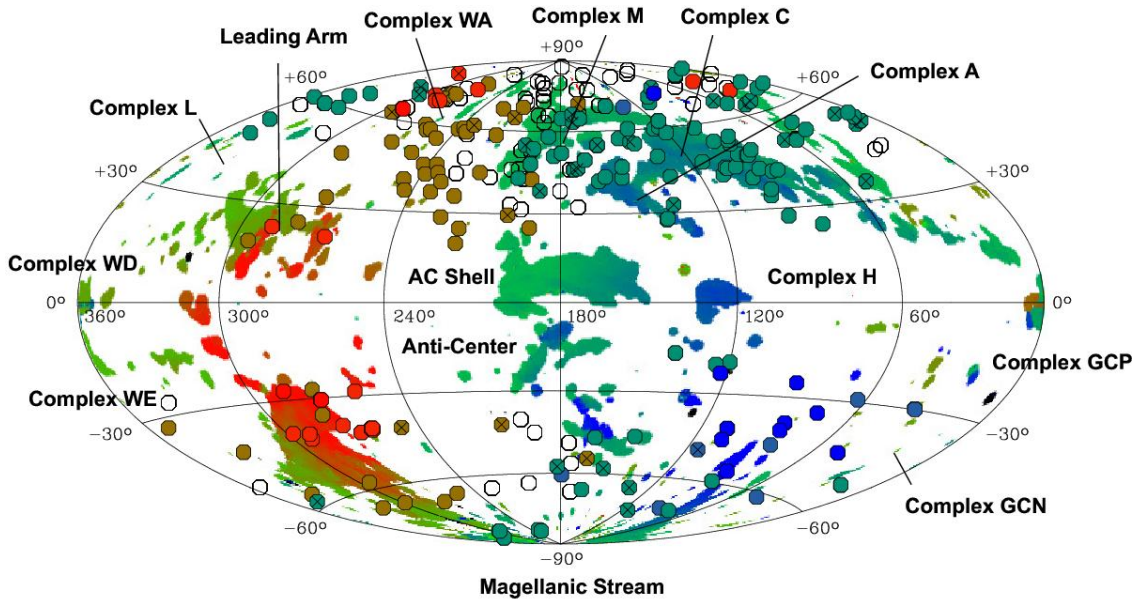 Complex WA
Complex M
Complex C
Leading Arm
+90°
+60°
+60°
Complex A
Complex L
+30°
+30°
Complex WD
AC Shell
Complex H
0°
0°
360°
300°
240°
180°
120°
60°
Anti-Center
Complex GCP
Complex WE
−30°
−30°
Complex GCN
−60°
−60°
−90°
Magellanic Stream